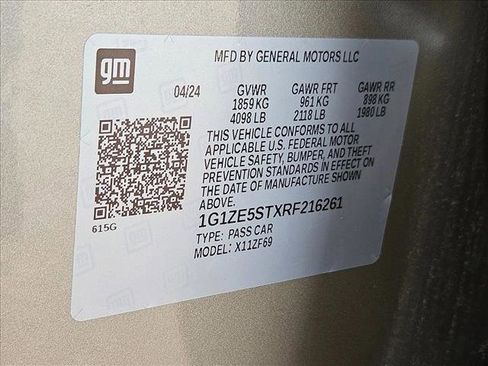 gm
MFD BY GENERAL MOTORS LLC
04/24 GVWR GAWR FRT GAWR RR
1859 KG 961 KG 898 KG
4098 LB 2118 LB 1980 LB
THIS VEHICLE CONFORMS TO ALL
APPLICABLE U.S. FEDERAL MOTOR
VEHICLE SAFETY, BUMPER, AND THEFT
PREVENTION STANDARDS IN EFFECT ON
THE DATE OF MANUFACTURE SHOWN
ABOVE.
615G
1G1ZE5STXRF216261
TYPE: PASS CAR
MODEL: X11ZF69